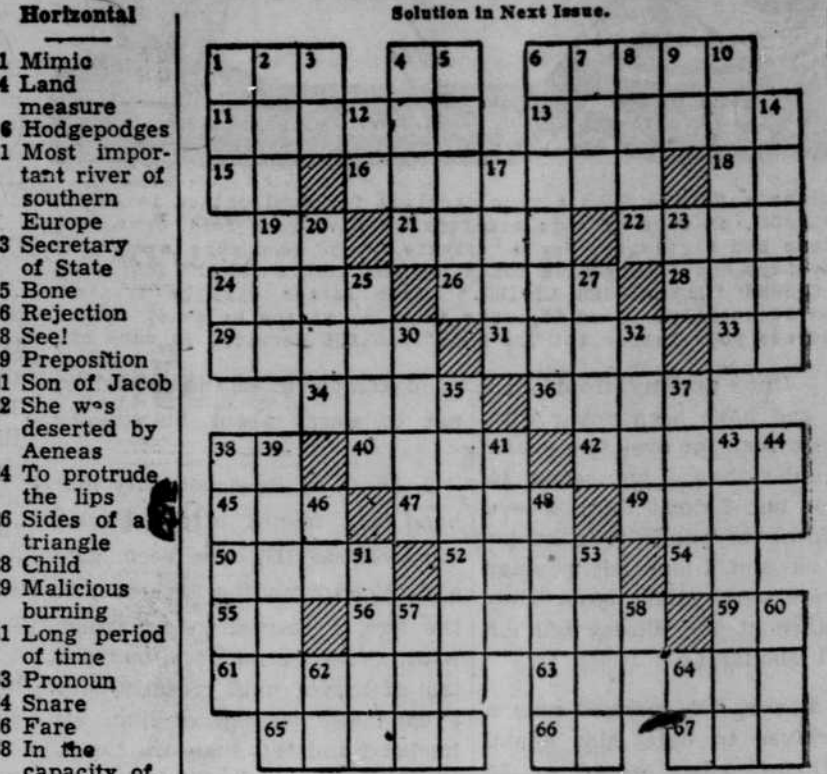 Horizontal
1 Mimic
4 Land
measure
6 Hodgepodges
1 Most impor-
tant river of
southern
Europe
3 Secretary
of State
5 Bone
6 Rejection
8 See!
9 Preposition
1 Son of Jacob
2 She was
deserted by
Aeneas
4 To protrude
the lips
6 Sides of a
triangle
8 Child
9 Malicious
burning
1 Long period
of time
3 Pronoun
4 Snare
6 Fare
8 In the
capacity of
Solution in Next Issue.
1 2 3 4 5 6 7 8 9 10
11 12 13 14
15 16 17 18
19 20 21 22 23
24 25 26 27 28
29 30 31 32 33
34 35 36 37
38 39 40 41 42 43 44
45 46 47 48 49
50 51 52 53 54
55 56 57 58 59 60
61 62 63 64
65 66 67